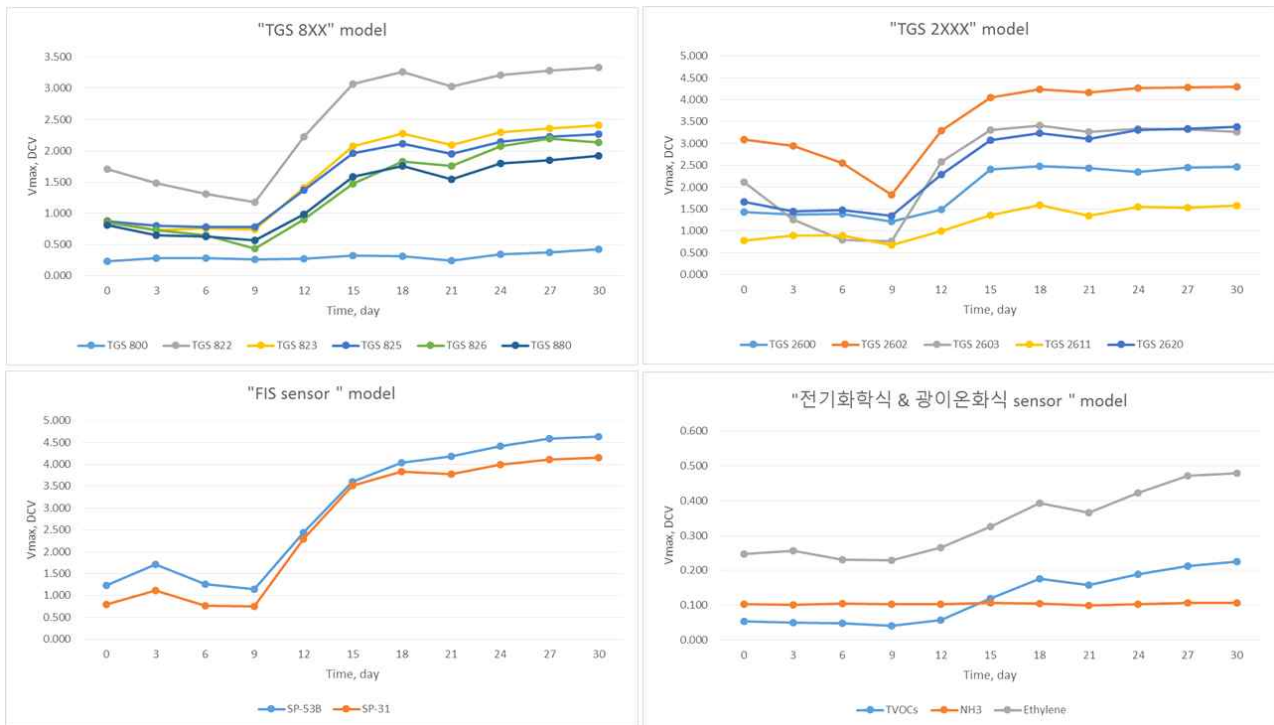 "TGS 8XX" model
Vmax, DCV
3.500
3.000
2.500
2.000
1.500
1.000
0.500
0.000
0 3 6 9 12 15 18 21 24 27 30
Time, day
TGS 800 TGS 822 TGS 823 TGS 825 TGS 826 TGS 880
"TGS 2XXX" model
Vmax, DCV
5.000
4.500
4.000
3.500
3.000
2.500
2.000
1.500
1.000
0.500
0.000
0 3 6 9 12 15 18 21 24 27 30
Time, day
TGS 2600 TGS 2602 TGS 2603 TGS 2611 TGS 2620
"FIS sensor " model
Vmax, DCV
5.000
4.500
4.000
3.500
3.000
2.500
2.000
1.500
1.000
0.500
0.000
0 3 6 9 12 15 18 21 24 27 30
Time, day
SP-53B SP-31
"전기화학식 & 광이온화식 sensor " model
Vmax, DCV
0.600
0.500
0.400
0.300
0.200
0.100
0.000
0 3 6 9 12 15 18 21 24 27 30
Time, day
TVOCs NH3 Ethylene